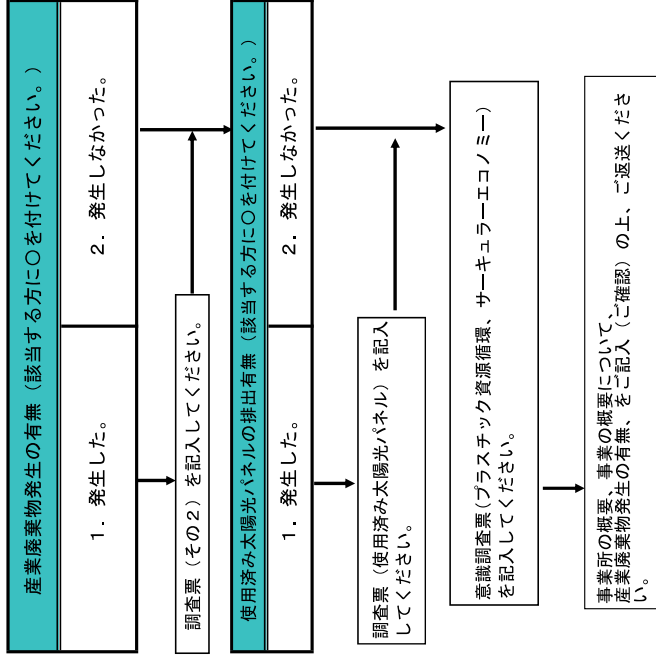 産業廃棄物発生の有無（該当する方に○を付けてください。）
1．発生した。
2．発生しなかった。
調査票（その２）を記入してください。
使用済み太陽光パネルの排出有無（該当する方に○を付けてください。）
1．発生した。
2．発生しなかった。
調査票（使用済み太陽光パネル）を記入
してください。
意識調査票(プラスチック資源循環、サーキュラーエコノミー)
を記入してください。
事業所の概要、事業の概要について、
産業廃棄物発生の有無、をご記入（ご確認）の上、ご返送くださ
い。